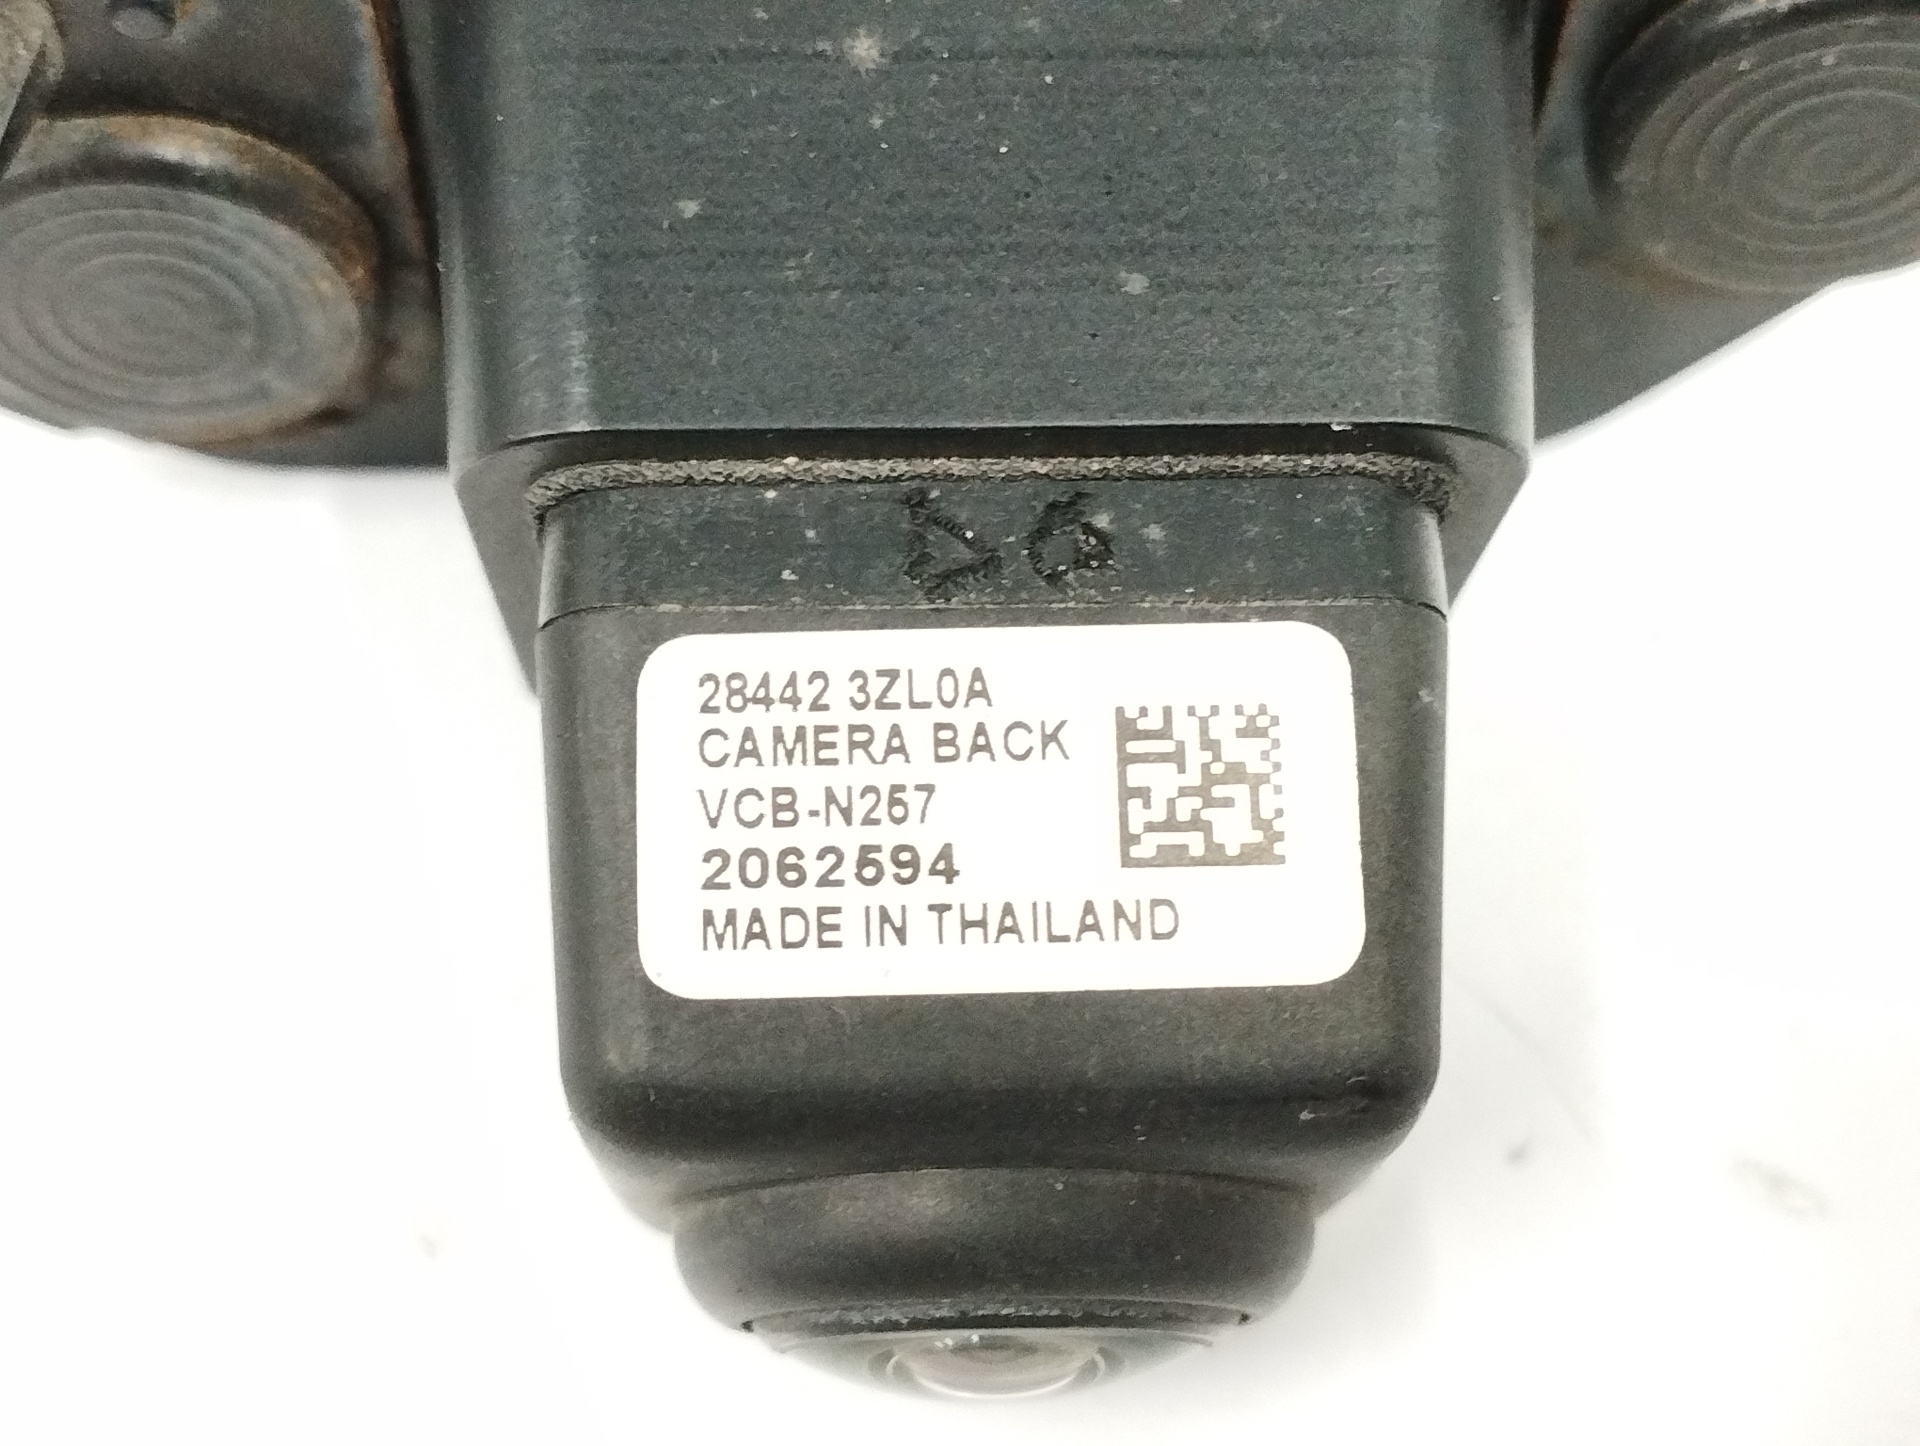 28442 3ZL0A
CAMERA BACK
VCB-N257
2062594
MADE IN THAILAND